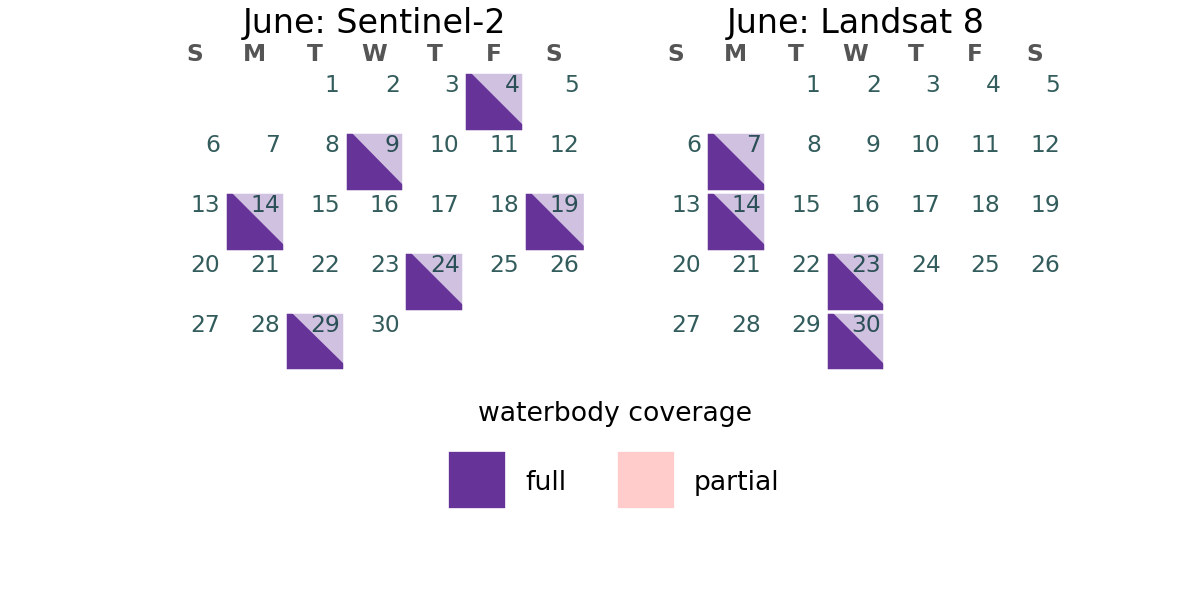 June: Sentinel-2
S M T W T F S
1 2 3 4 5
6 7 8 9 10 11 12
13 14 15 16 17 18 19
20 21 22 23 24 25 26
27 28 29 30
June: Landsat 8
S M T W T F S
1 2 3 4 5
6 7 8 9 10 11 12
13 14 15 16 17 18 19
20 21 22 23 24 25 26
27 28 29 30
waterbody coverage
full partial